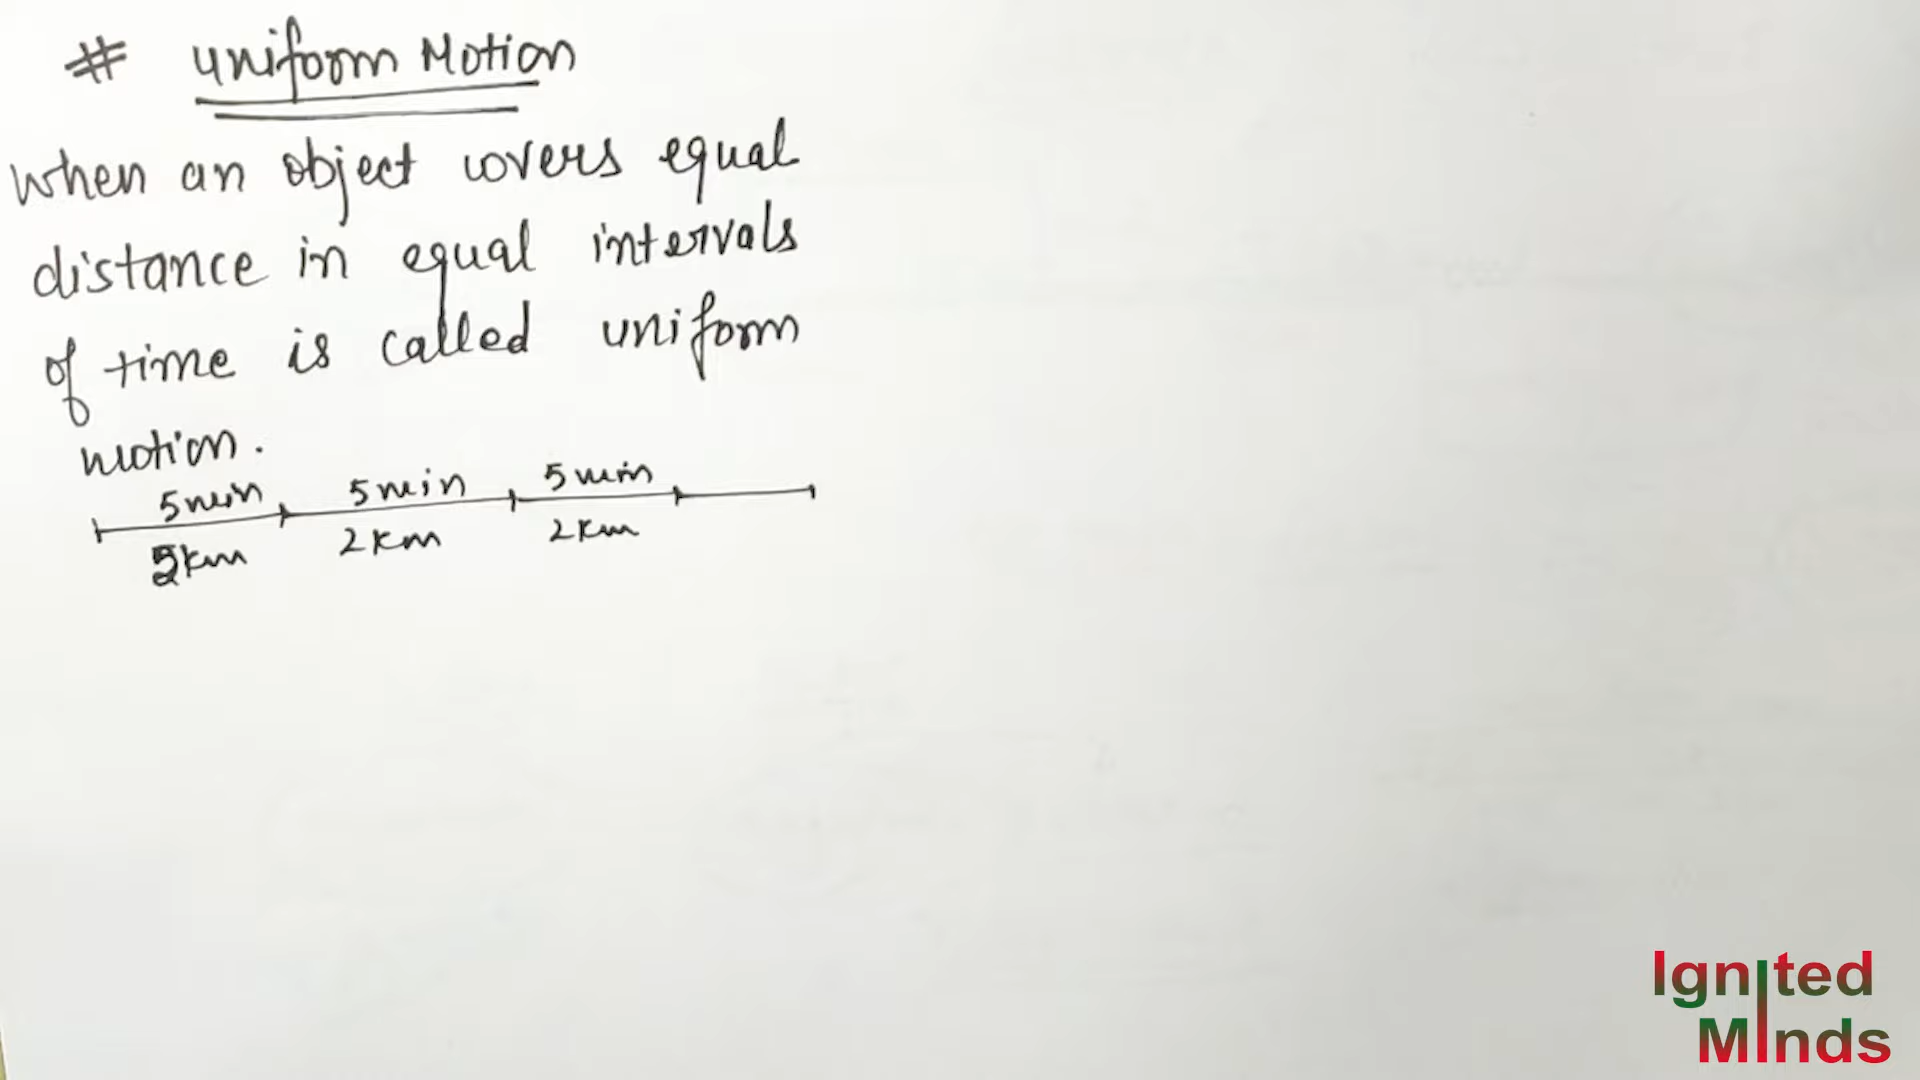 # Uniform Motion
When an object covers equal
distance in equal intervals
of time is called uniform
motion.
5min 5min 5min
2km 2km 2km
Ignited
Minds